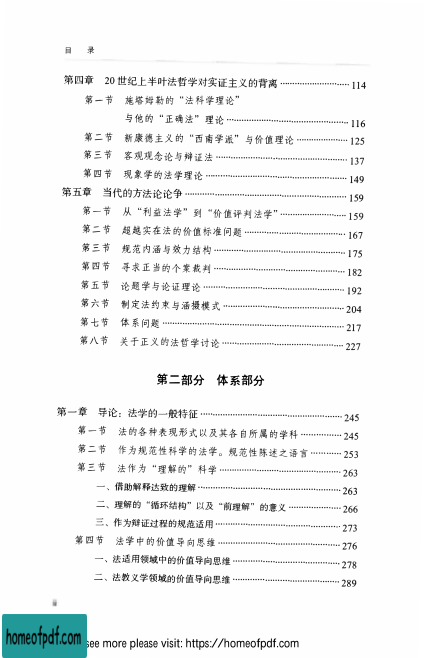 目 录
第四章 20世纪上半叶法哲学对实证主义的背离 114
第一节 施塔姆勒的“法科学理论”
与他的“正确法”理论 116
第二节 新康德主义的“西南学派”与价值理论 125
第三节 客观观念论与辩证法 137
第四节 现象学的法学理论 149
第五章 当代的方法论论争 159
第一节 从“利益法学”到“价值评判法学” 159
第二节 超越实在法的价值标准问题 167
第三节 规范内涵与效力结构 175
第四节 寻求正当的个案裁判 182
第五节 论题学与论证理论 192
第六节 制定法约束与涵摄模式 204
第七节 体系问题 217
第八节 关于正义的法哲学讨论 227
第二部分 体系部分
第一章 导论：法学的一般特征 245
第一节 法的各种表现形式以及其各自所属的学科 245
第二节 作为规范性科学的法学。规范性陈述之语言 253
第三节 法作为“理解的”科学 263
一、借助解释达致的理解 263
二、理解的“循环结构”以及“前理解”的意义 266
三、作为辩证过程的规范适用 273
第四节 法学中的价值导向思维 276
一、法适用领域中的价值导向思维 278
二、法教义学领域的价值导向思维 289
homeofpdf.com
see more please visit: https://homeofpdf.com